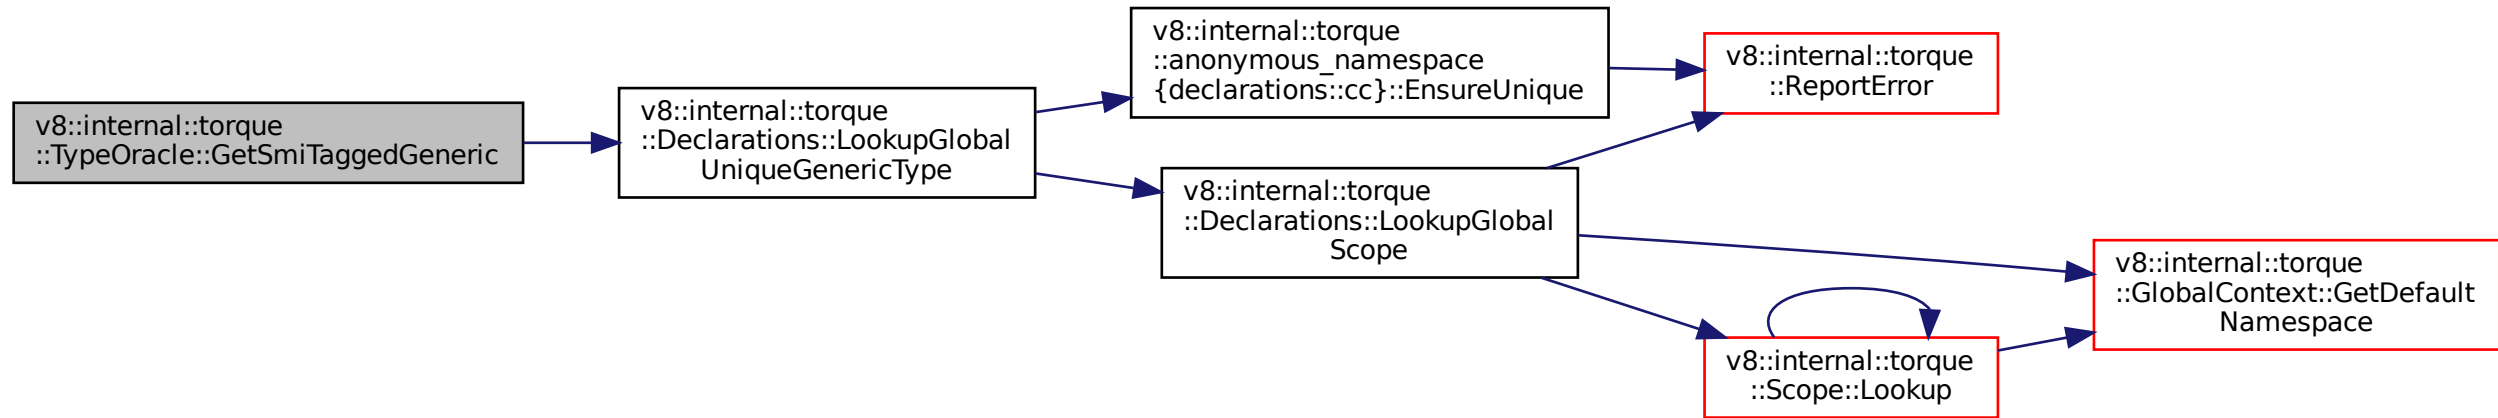 v8::internal::torque
::TypeOracle::GetSmiTaggedGeneric
v8::internal::torque
::Declarations::LookupGlobal
UniqueGenericType
v8::internal::torque
::anonymous_namespace
{declarations::cc}::EnsureUnique
v8::internal::torque
::ReportError
v8::internal::torque
::Declarations::LookupGlobal
Scope
v8::internal::torque
::GlobalContext::GetDefault
Namespace
v8::internal::torque
::Scope::Lookup